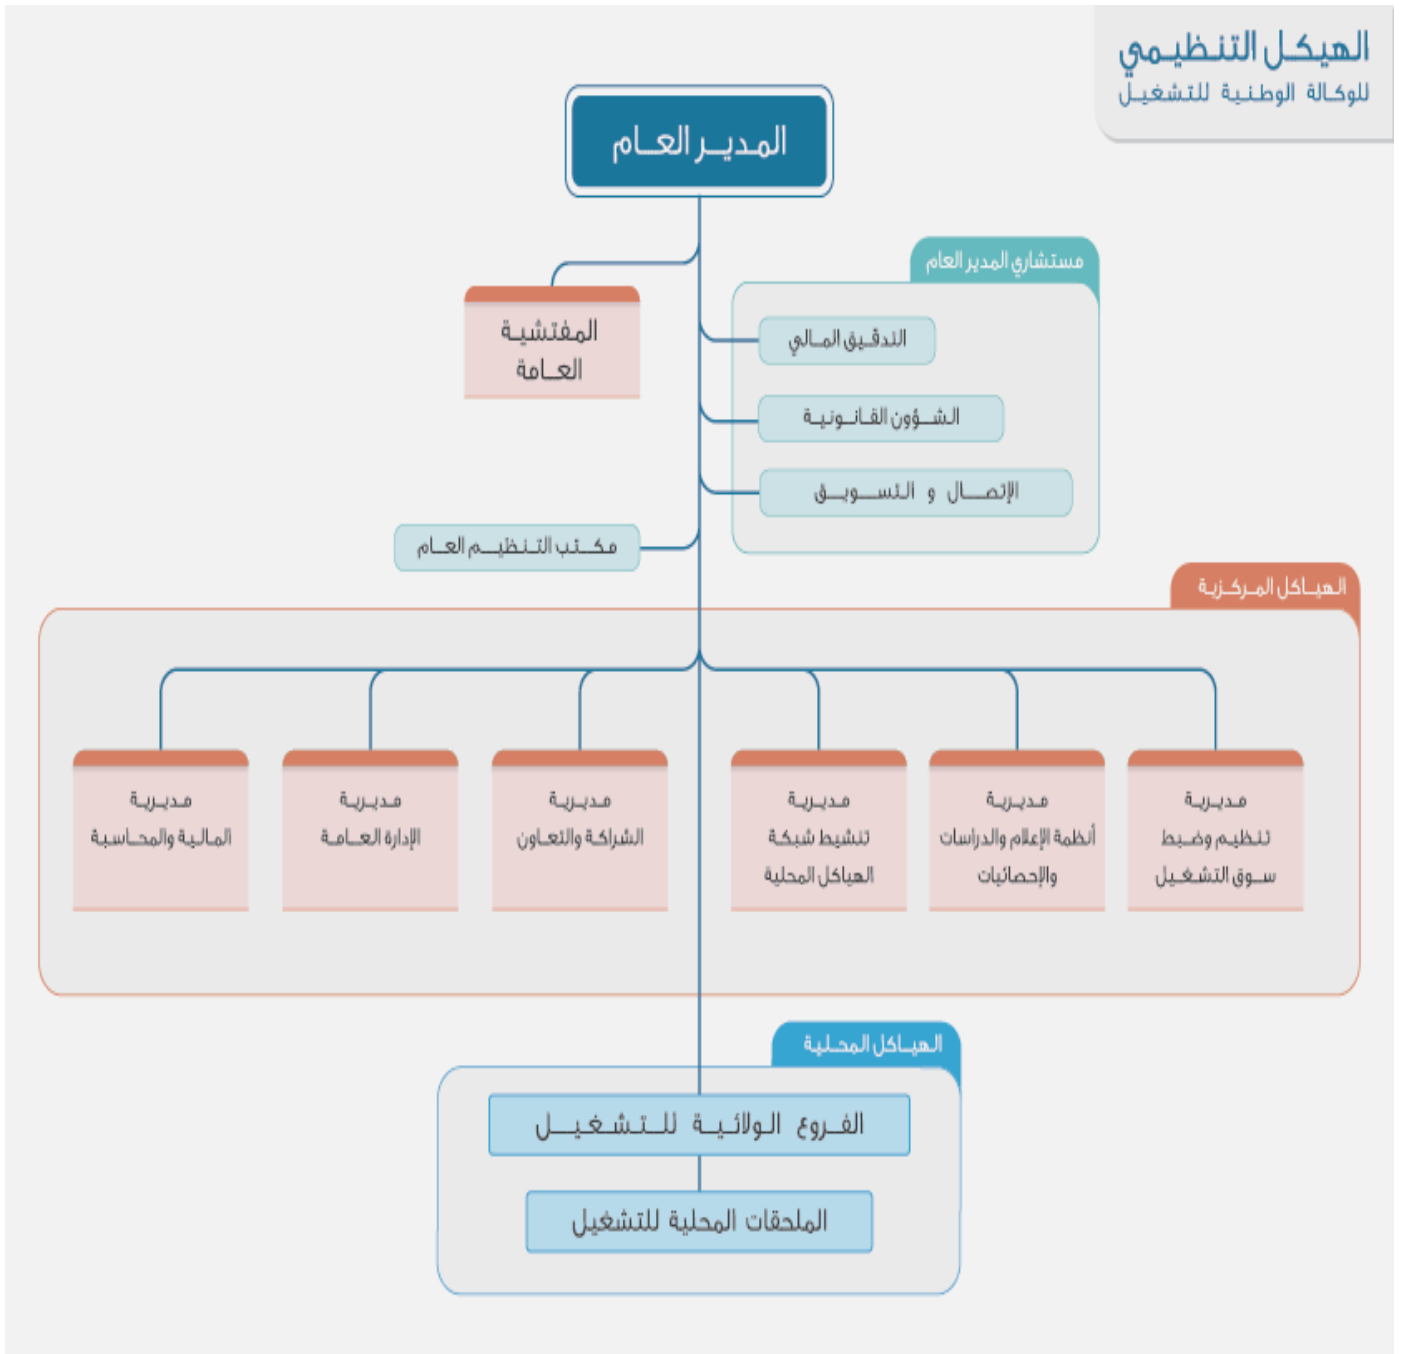 الهيكل التنظيمي
للوكالة الوطنية للتشغيل
المدير العام
مستشاري المدير العام
التدقيق المالي
الشؤون القانونية
الإتصال و التسويق
المفتشية
العامة
مكتب التنظيم العام
الهياكل المركزية
مديرية
تنظيم وضبط
سوق التشغيل
مديرية
أنظمة الإعلام والدراسات
والإحصائيات
مديرية
تنشيط شبكة
الهياكل المحلية
مديرية
الشراكة والتعاون
مديرية
الإدارة العامة
مديرية
المالية والمحاسبة
الهياكل المحلية
الفروع الولائية للتشغيل
الملحقات المحلية للتشغيل